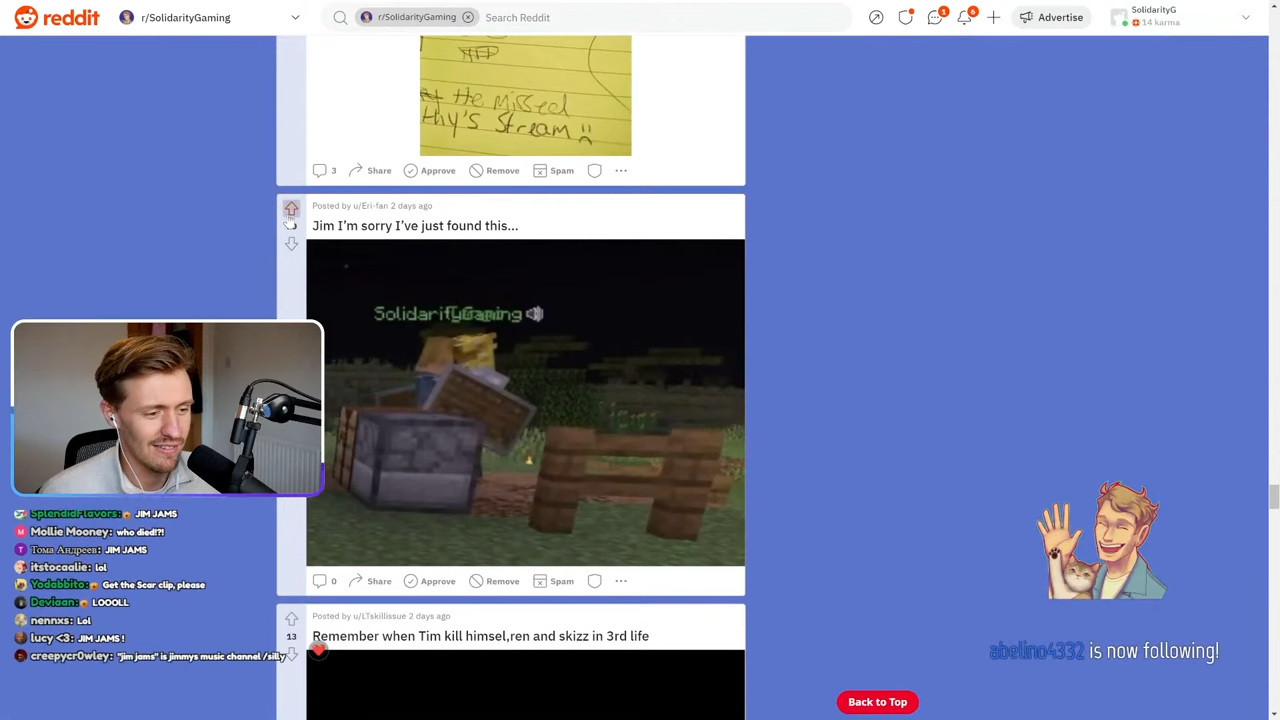 reddit
r/SolidarityGaming
r/SolidarityGaming
Search Reddit
1
6
Advertise
SolidarityG
14 karma
the missed
thy's Stream
3
Share
Approve
Remove
Spam
Posted by u/Eri-fan 2 days ago
Jim I’m sorry I’ve just found this...
SolidarityGaming
0
Share
Approve
Remove
Spam
Posted by u/LTskillissue 2 days ago
13
Remember when Tim kill himsel,ren and skizz in 3rd life
SplendidFlavors: JIM JAMS
Mollie Mooney: who died!?!
Тома Андреев: JIM JAMS
itstocaalie: lol
Yodabbito: Get the Scar clip, please
Deviaan: LOOOLL
nennxs: Lol
lucy <3: JIM JAMS !
creepycr0wley: "jim jams" is jimmys music channel /silly
abelino4332 is now following!
Back to Top